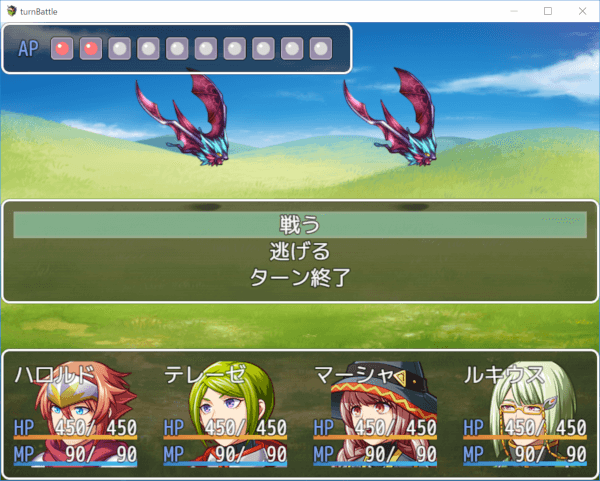 turnBattle
AP
戦う
逃げる
ターン終了
ハロルド テレーゼ マーシャ ルキウス
HP 450/ 450 HP 450/ 450 HP 450/ 450 HP 450/ 450
MP 90/ 90 MP 90/ 90 MP 90/ 90 MP 90/ 90